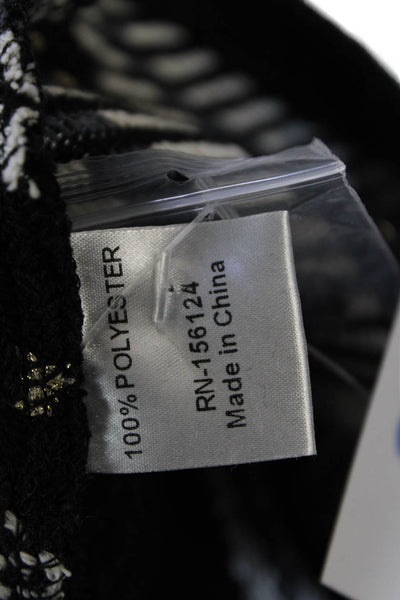 100% POLYESTER
RN-156124
Made in China